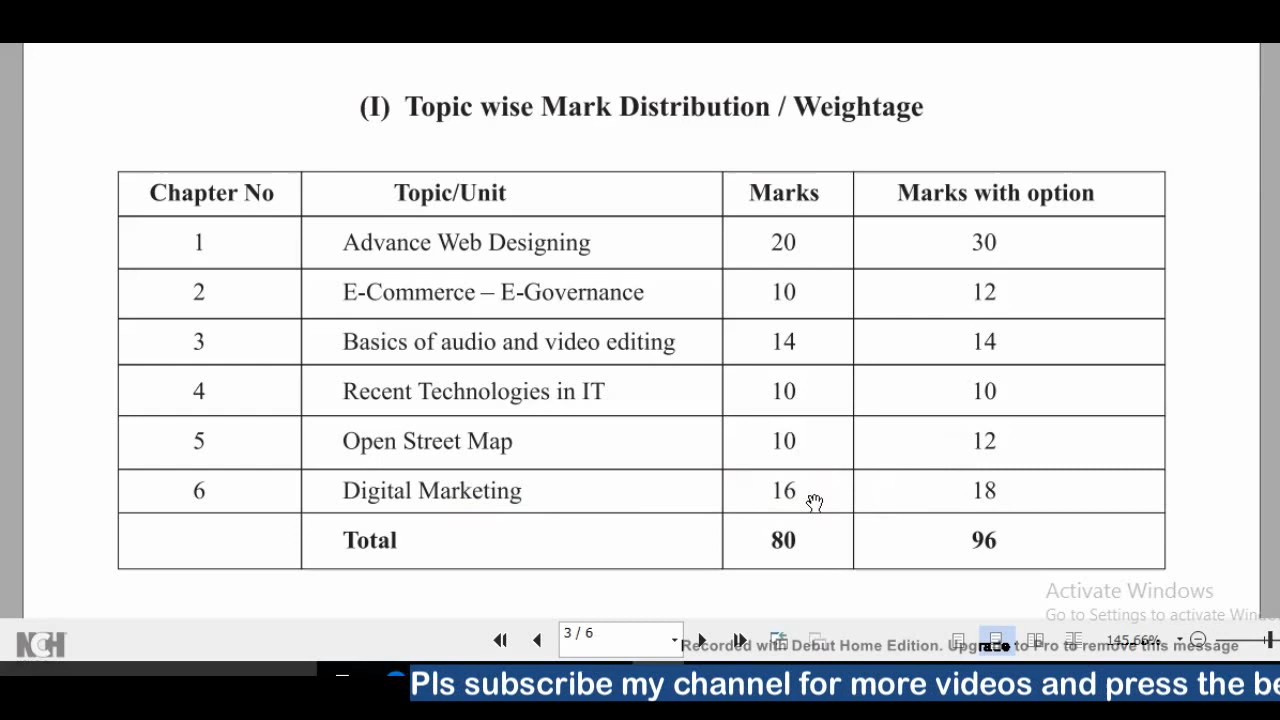 (I) Topic wise Mark Distribution / Weightage
Chapter No Topic/Unit Marks Marks with option
1 Advance Web Designing 20 30
2 E-Commerce – E-Governance 10 12
3 Basics of audio and video editing 14 14
4 Recent Technologies in IT 10 10
5 Open Street Map 10 12
6 Digital Marketing 16 18
Total 80 96
Activate Windows
Go to Settings to activate Win
NCH
3 / 6
145.66%
Recorded with Debut Home Edition. Upgrade to Pro to remove this message
Pls subscribe my channel for more videos and press the be